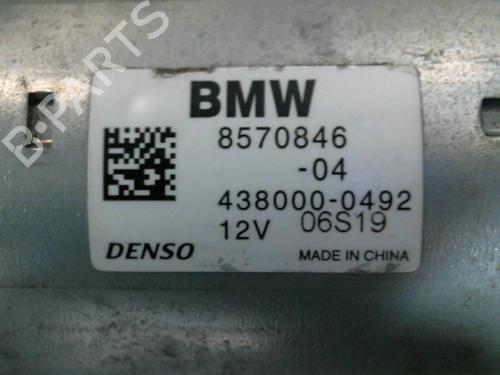 B-PARTS
BMW
8570846
-04
438000-0492
12V 06S19
DENSO MADE IN CHINA